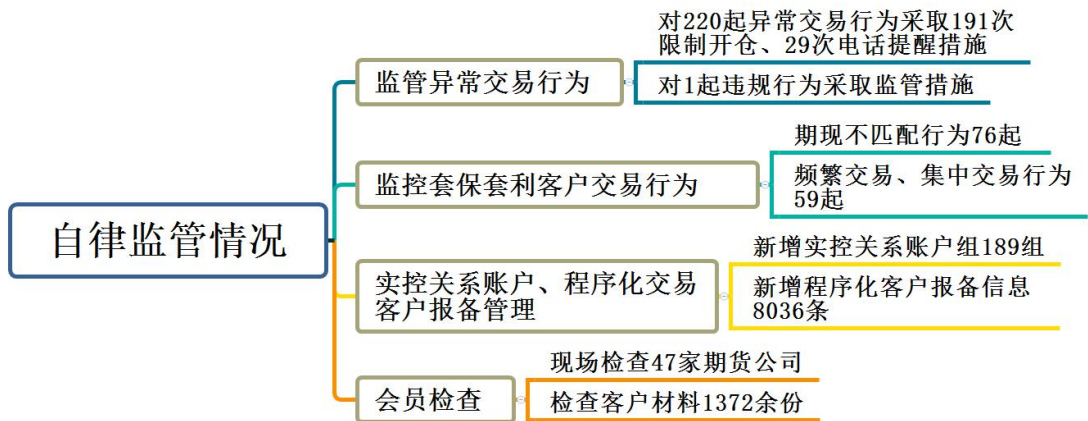 自律监管情况
监管异常交易行为
对220起异常交易行为采取191次
限制开仓、29次电话提醒措施
对1起违规行为采取监管措施
监控套保套利客户交易行为
期现不匹配行为76起
频繁交易、集中交易行为
59起
实控关系账户、程序化交易
客户报备管理
新增实控关系账户组189组
新增程序化客户报备信息
8036条
会员检查
现场检查47家期货公司
检查客户材料1372余份